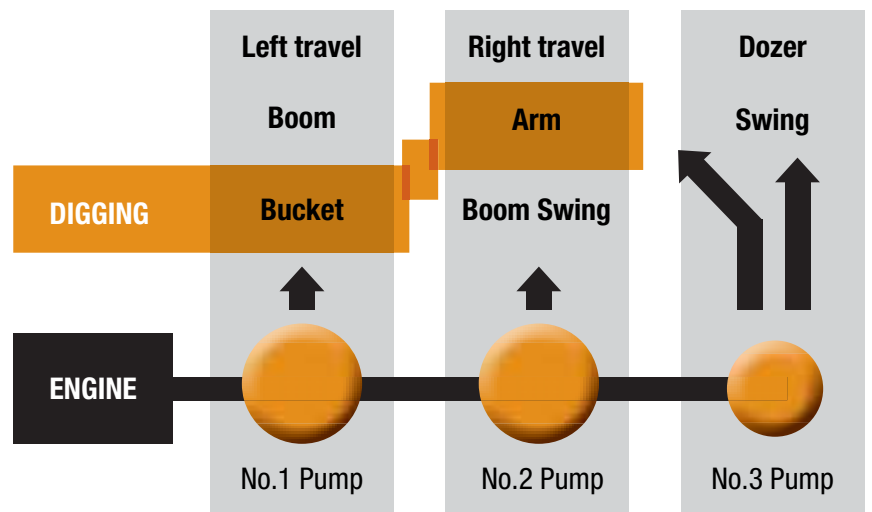 Left travel
Right travel
Dozer
Boom
Arm
Swing
DIGGING
Bucket
Boom Swing
ENGINE
No.1 Pump
No.2 Pump
No.3 Pump